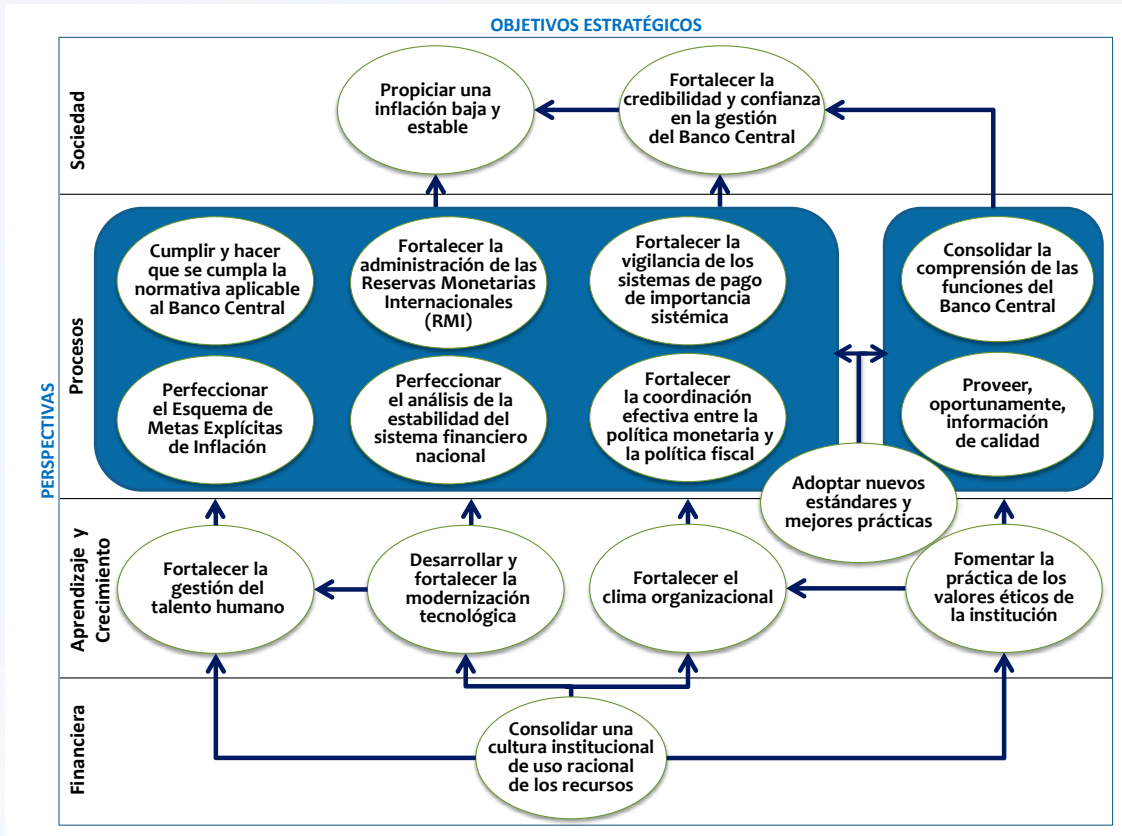 OBJETIVOS ESTRATÉGICOS
PERSPECTIVAS
Sociedad
Propiciar una
inflación baja y
estable
Fortalecer la
credibilidad y confianza
en la gestión
del Banco Central
Procesos
Cumplir y hacer
que se cumpla la
normativa aplicable
al Banco Central
Fortalecer la
administración de las
Reservas Monetarias
Internacionales
(RMI)
Fortalecer la
vigilancia de los
sistemas de pago
de importancia
sistémica
Consolidar la
comprensión de las
funciones del
Banco Central
Perfeccionar
el Esquema de
Metas Explícitas
de Inflación
Perfeccionar
el análisis de la
estabilidad del
sistema financiero
nacional
Fortalecer
la coordinación
efectiva entre la
política monetaria y
la política fiscal
Proveer,
oportunamente,
información
de calidad
Adoptar nuevos
estándares y
mejores prácticas
Aprendizaje y
Crecimiento
Fortalecer la
gestión del
talento humano
Desarrollar y
fortalecer la
modernización
tecnológica
Fortalecer el
clima organizacional
Fomentar la
práctica de los
valores éticos de
la institución
Financiera
Consolidar una
cultura institucional
de uso racional
de los recursos